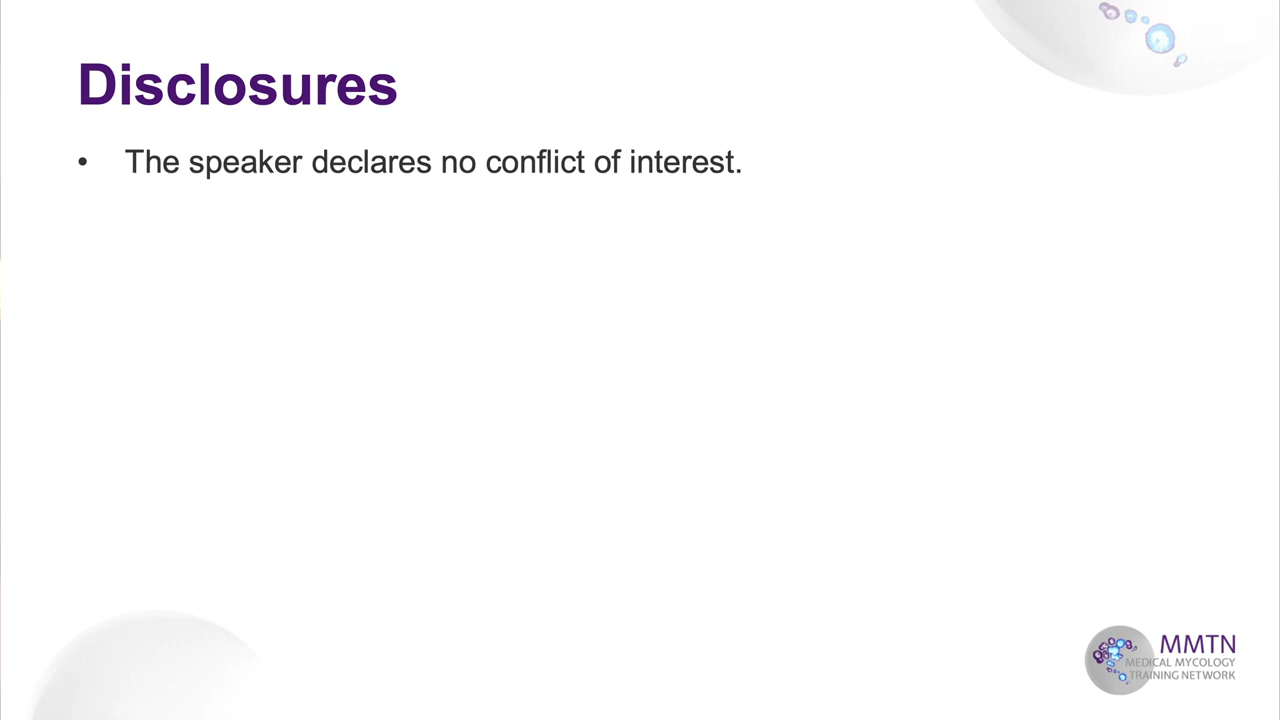 Disclosures
• The speaker declares no conflict of interest.
MMTN
MEDICAL MYCOLOGY
TRAINING NETWORK